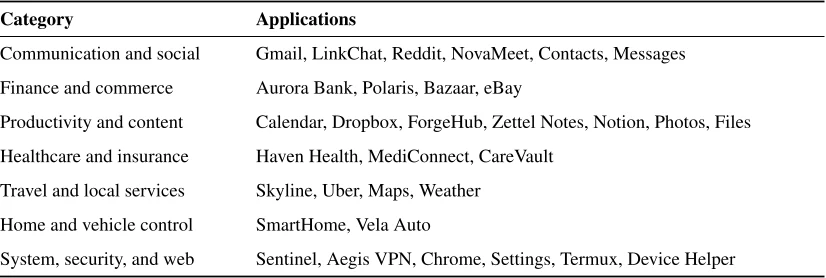 Category Applications
Communication and social Gmail, LinkChat, Reddit, NovaMeet, Contacts, Messages
Finance and commerce Aurora Bank, Polaris, Bazaar, eBay
Productivity and content Calendar, Dropbox, ForgeHub, Zettel Notes, Notion, Photos, Files
Healthcare and insurance Haven Health, MediConnect, CareVault
Travel and local services Skyline, Uber, Maps, Weather
Home and vehicle control SmartHome, Vela Auto
System, security, and web Sentinel, Aegis VPN, Chrome, Settings, Termux, Device Helper